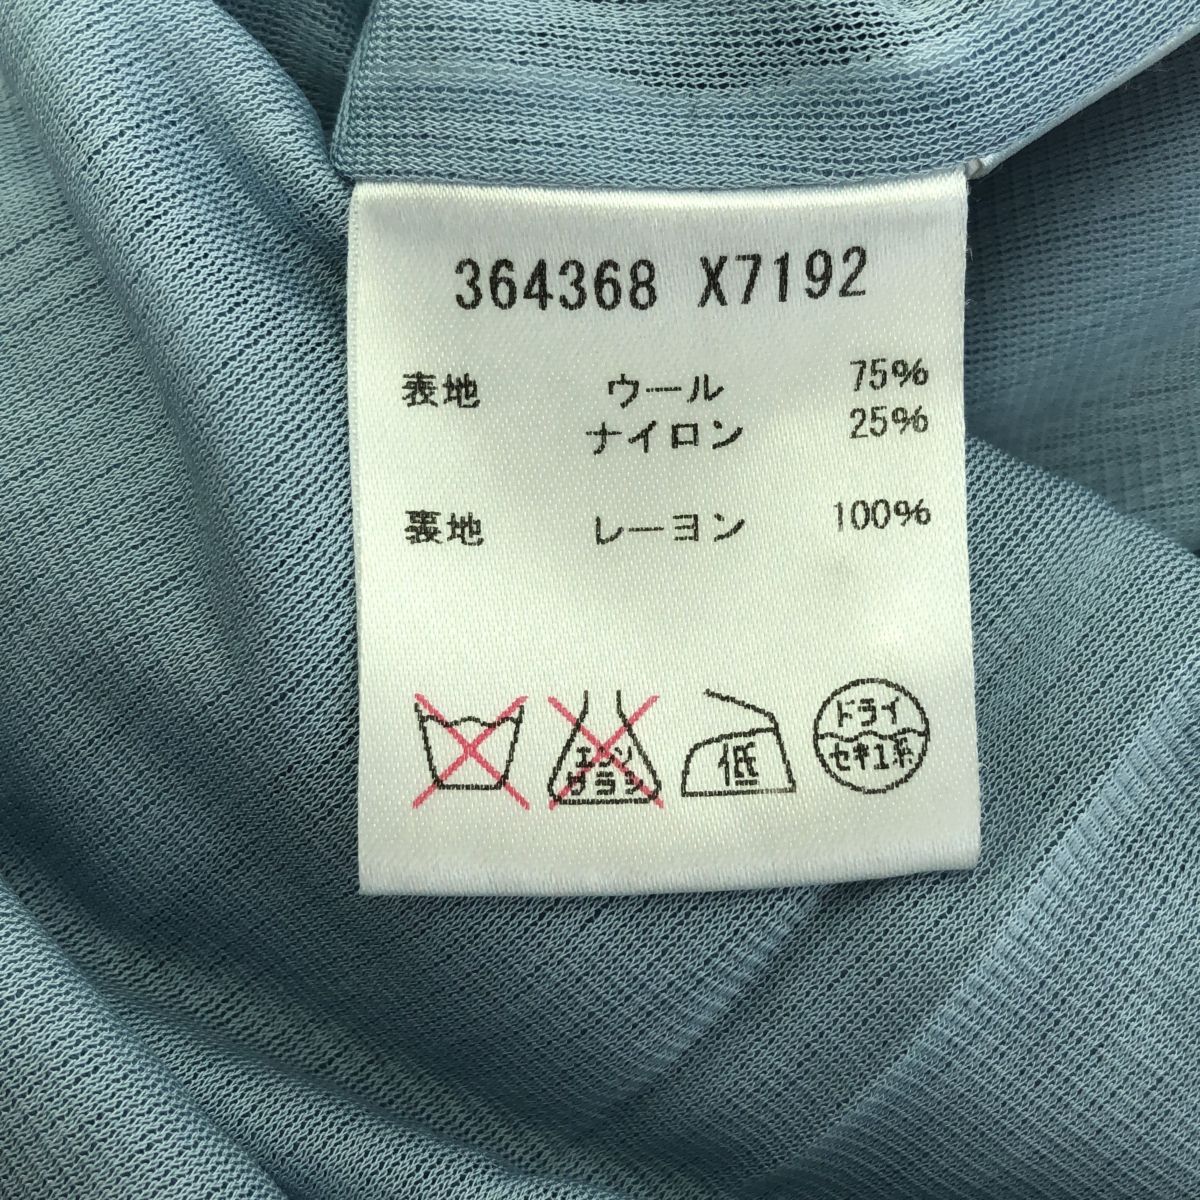 364368 X7192
表地 ウール 75%
ナイロン 25%
裏地 レーヨン 100%
エンソ
サラシ
低
ドライ
セキユ系